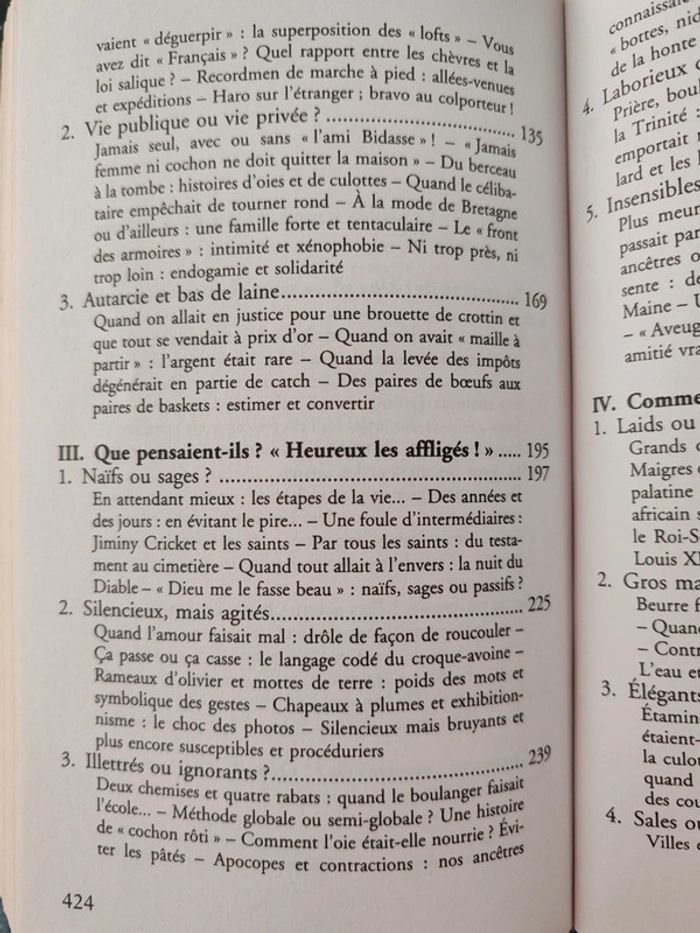 vaient « déguerpir » : la superposition des « lofts » – Vous
avez dit « Français » ? Quel rapport entre les chèvres et la
loi salique ? – Recordmen de marche à pied : allées-venues
et expéditions – Haro sur l'étranger ; bravo au colporteur !
2. Vie publique ou vie privée ? ................................ 135
Jamais seul, avec ou sans « l'ami Bidasse » ! – « Jamais
femme ni cochon ne doit quitter la maison » – Du berceau
à la tombe : histoires d'oies et de culottes – Quand le céliba-
taire empêchait de tourner rond – À la mode de Bretagne
ou d'ailleurs : une famille forte et tentaculaire – Le « front
des armoires » : intimité et xénophobie – Ni trop près, ni
trop loin : endogamie et solidarité
3. Autarcie et bas de laine........................................ 169
Quand on allait en justice pour une brouette de crottin et
que tout se vendait à prix d'or – Quand on avait « maille à
partir » : l'argent était rare – Quand la levée des impôts
dégénérait en partie de catch – Des paires de bœufs aux
paires de baskets : estimer et convertir
III. Que pensaient-ils ? « Heureux les affligés ! » ..... 195
1. Naïfs ou sages ? .................................................... 197
En attendant mieux : les étapes de la vie... – Des années et
des jours : en évitant le pire... – Une foule d'intermédiaires :
Jiminy Cricket et les saints – Par tous les saints : du testa-
ment au cimetière – Quand tout allait à l'envers : la nuit du
Diable – « Dieu me le fasse beau » : naïfs, sages ou passifs ?
2. Silencieux, mais agités........................................... 225
Quand l'amour faisait mal : drôle de façon de roucouler –
Ça passe ou ça casse : le langage codé du croque-avoine –
Rameaux d'olivier et mottes de terre : poids des mots et
symbolique des gestes – Chapeaux à plumes et exhibition-
nisme : le choc des photos – Silencieux mais bruyants et
plus encore susceptibles et procéduriers
3. Illettrés ou ignorants ?........................................... 239
Deux chemises et quatre rabats : quand le boulanger faisait
l'école... – Méthode globale ou semi-globale ? Une histoire
de « cochon rôti » – Comment l'oie était-elle nourrie ? Évi-
ter les pâtés – Apocopes et contractions : nos ancêtres
424
connaissaie
« bottes, nid
de la honte
4. Laborieux
Prière, boul
la Trinité :
emportait
lard et les
5. Insensibles
Plus meur
passait par
ancêtres o
sente : de
Maine –
– « Aveug
amitié vra
IV. Comme
1. Laids ou
Grands
Maigres
palatine
africain
le Roi-S
Louis X
2. Gros ma
Beurre f
– Quan
– Contr
L'eau et
3. Élégants
Étamin
étaient-
la culo
quand
des cou
4. Sales ou
Villes